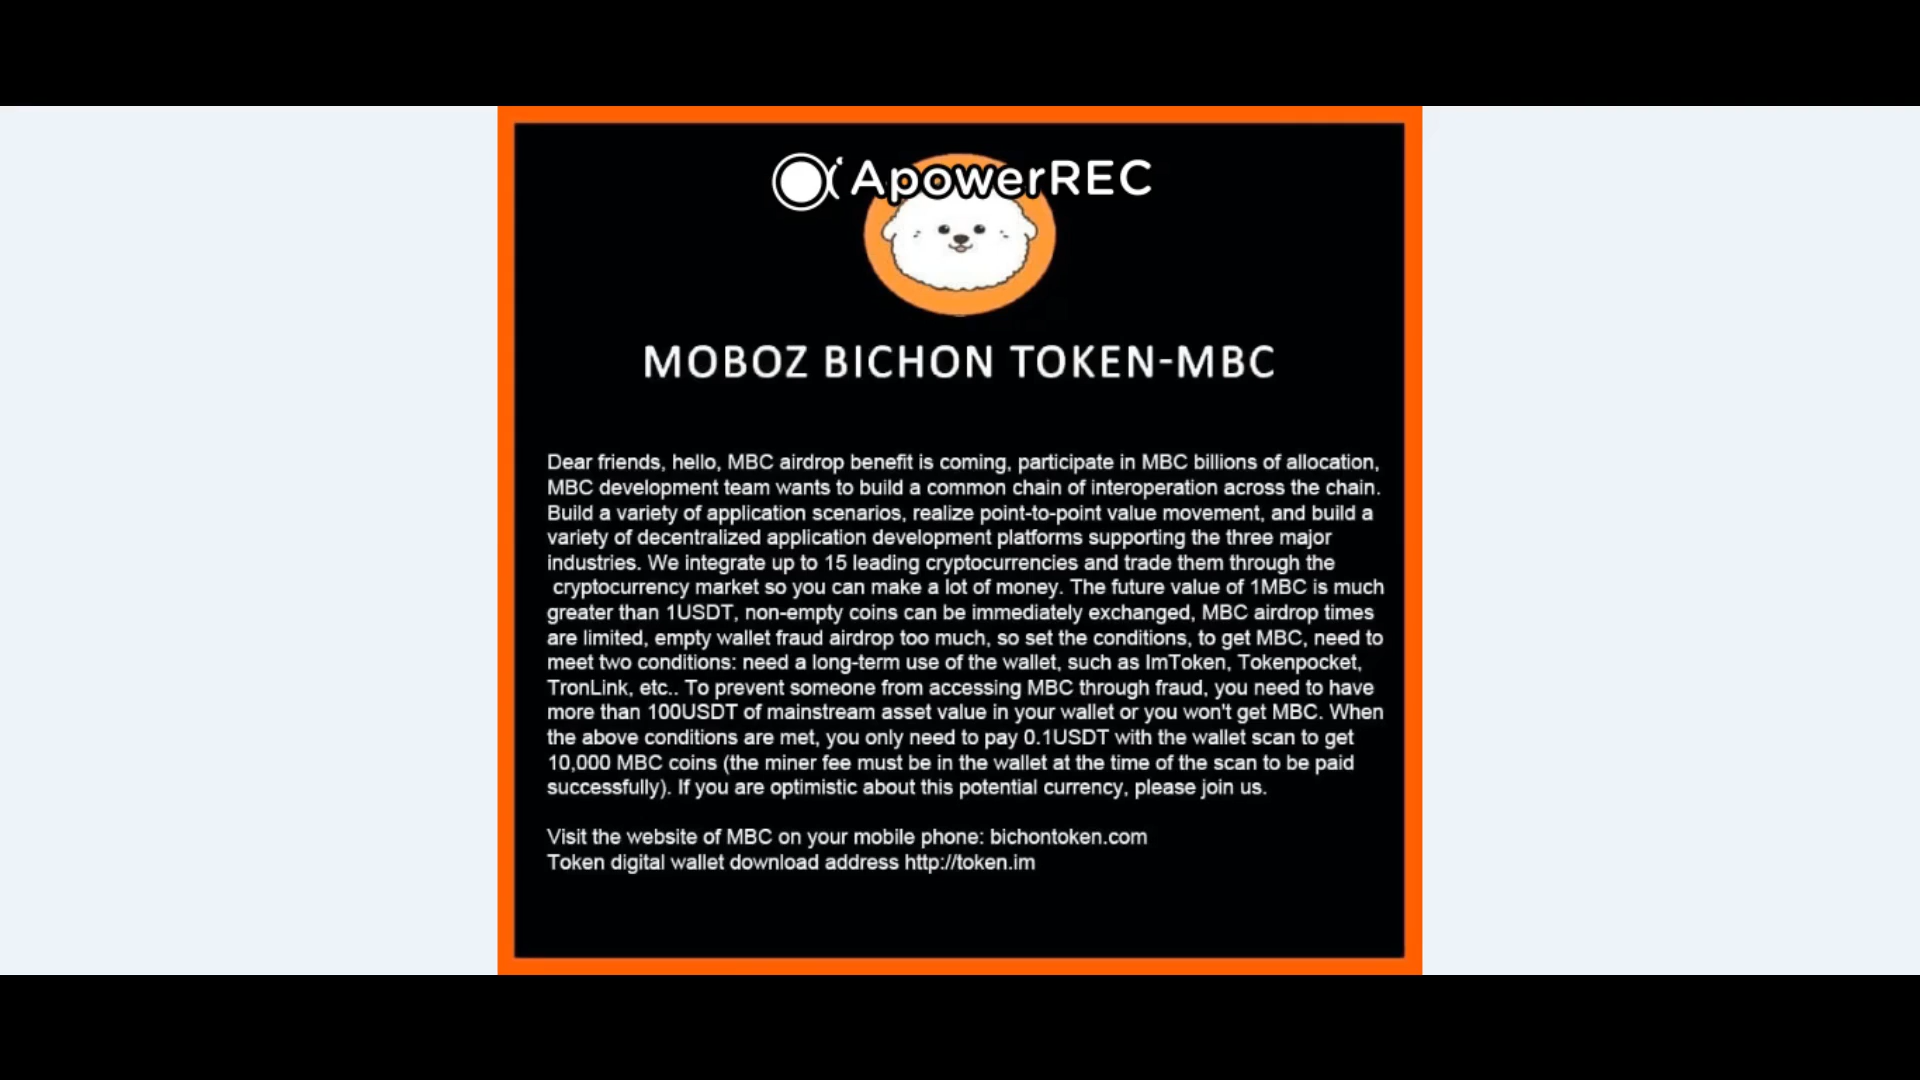 ApowerREC
MOBOZ BICHON TOKEN-MBC
Dear friends, hello, MBC airdrop benefit is coming, participate in MBC billions of allocation,
MBC development team wants to build a common chain of interoperation across the chain.
Build a variety of application scenarios, realize point-to-point value movement, and build a
variety of decentralized application development platforms supporting the three major
industries. We integrate up to 15 leading cryptocurrencies and trade them through the
cryptocurrency market so you can make a lot of money. The future value of 1MBC is much
greater than 1USDT, non-empty coins can be immediately exchanged, MBC airdrop times
are limited, empty wallet fraud airdrop too much, so set the conditions, to get MBC, need to
meet two conditions: need a long-term use of the wallet, such as ImToken, Tokenpocket,
TronLink, etc.. To prevent someone from accessing MBC through fraud, you need to have
more than 100USDT of mainstream asset value in your wallet or you won't get MBC. When
the above conditions are met, you only need to pay 0.1USDT with the wallet scan to get
10,000 MBC coins (the miner fee must be in the wallet at the time of the scan to be paid
successfully). If you are optimistic about this potential currency, please join us.
Visit the website of MBC on your mobile phone: bichontoken.com
Token digital wallet download address http://token.im